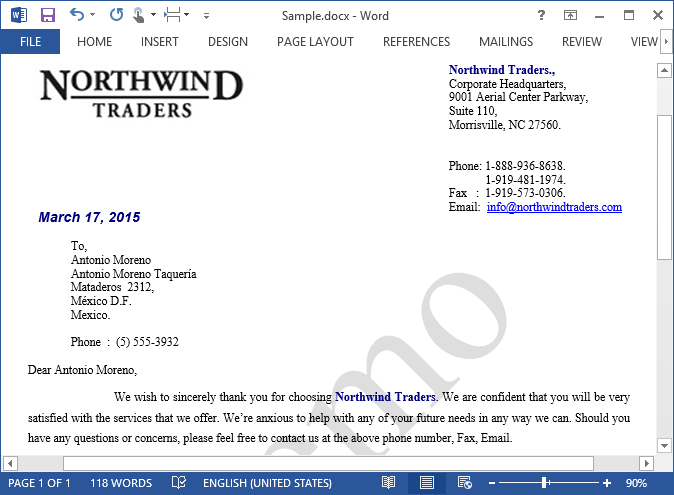 Sample.docx - Word
?
FILE HOME INSERT DESIGN PAGE LAYOUT REFERENCES MAILINGS REVIEW VIEW
NORTHWIND
TRADERS
Northwind Traders.,
Corporate Headquarters,
9001 Aerial Center Parkway,
Suite 110,
Morrisville, NC 27560.
Phone: 1-888-936-8638.
1-919-481-1974.
Fax : 1-919-573-0306.
Email: info@northwindtraders.com
March 17, 2015
To,
Antonio Moreno
Antonio Moreno Taquería
Mataderos 2312,
México D.F.
Mexico.
Phone : (5) 555-3932
Dear Antonio Moreno,
We wish to sincerely thank you for choosing Northwind Traders. We are confident that you will be very
satisfied with the services that we offer. We’re anxious to help with any of your future needs in any way we can. Should you
have any questions or concerns, please feel free to contact us at the above phone number, Fax, Email.
PAGE 1 OF 1 118 WORDS ENGLISH (UNITED STATES) 90%